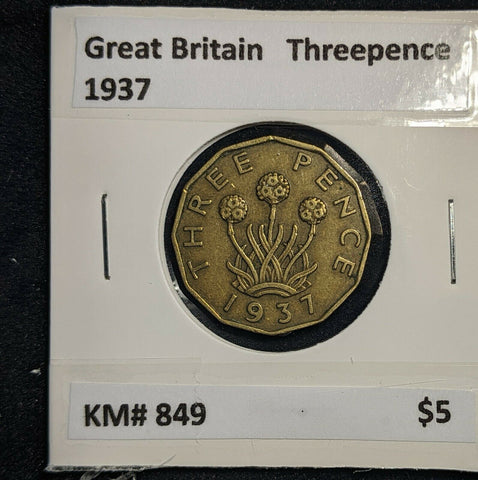 Great Britain Threepence
1937
THREE PENCE
1937
KM# 849 $5